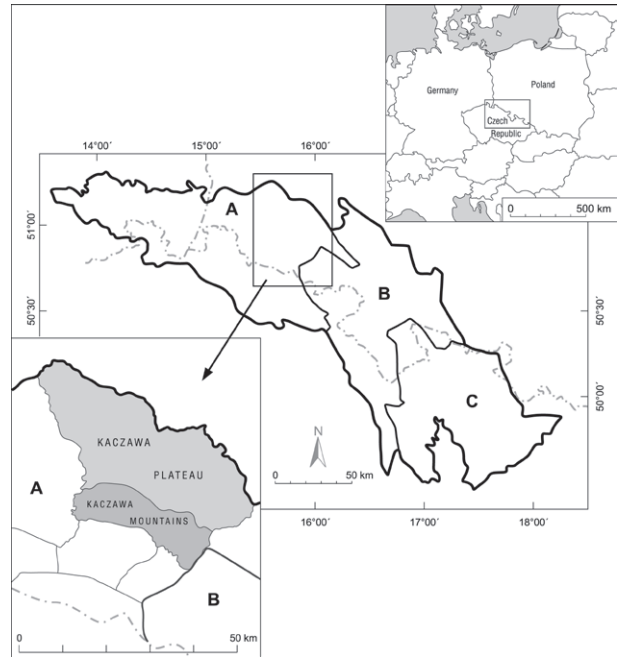 Germany
Poland
Czech
Republic
0 500 km
14°00' 15°00' 16°00'
51°00'
50°30'
A
B
C
50°30'
50°00'
N
0 50 km
16°00' 17°00' 18°00'
KACZAWA
PLATEAU
KACZAWA
MOUNTAINS
A
B
0 50 km